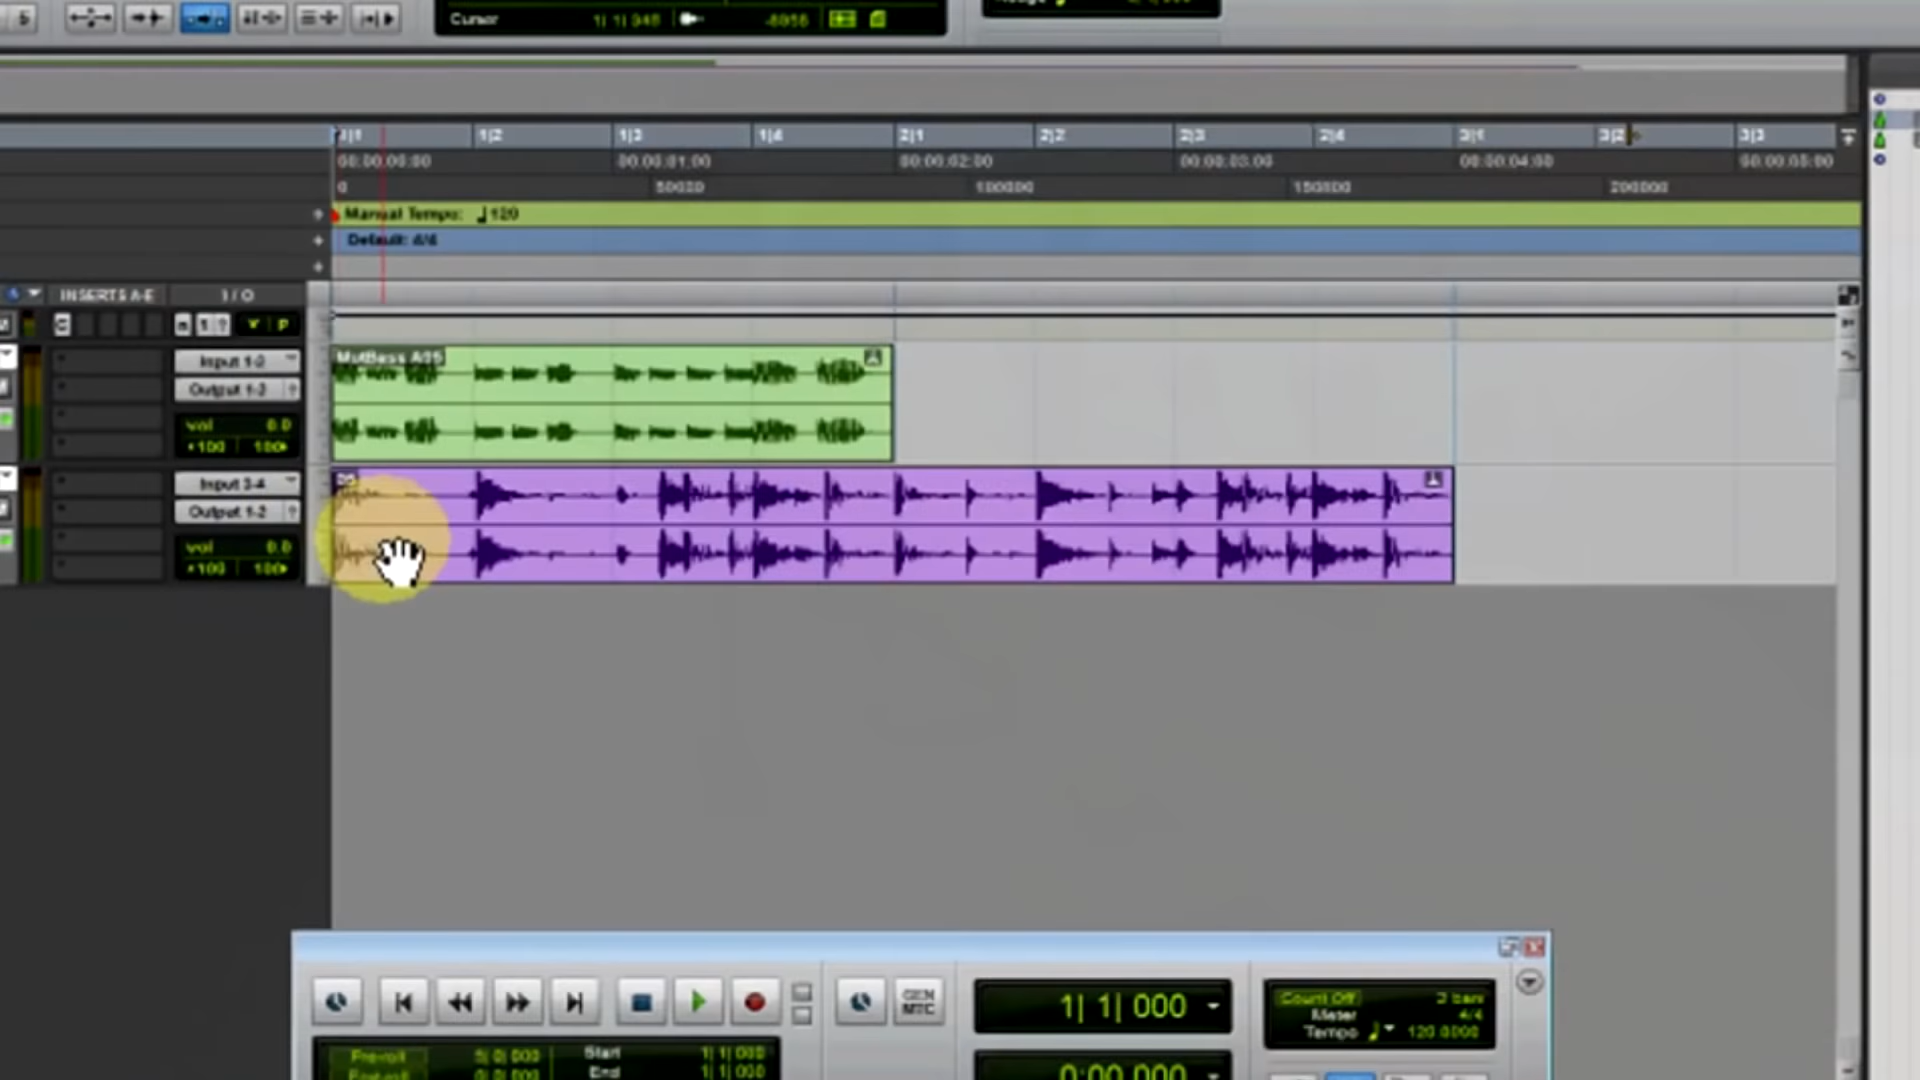 Cursor 1| 1| 948 -8956
1|1 1|2 1|3 1|4 2|1 2|2 2|3 2|4 3|1 3|2 3|3
00:00:00:00 00:00:01:00 00:00:02:00 00:00:03:00 00:00:04:00 00:00:05:00
0 50000 100000 150000 200000
Manual Tempo: ♩120
Default: 4/4
INSERTS A-E I / O
Input 1-2
Output 1-2
vol 0.0
◂100 100▸
Input 3-4
Output 1-2
vol 0.0
◂100 100▸
GEN
MTC
1| 1| 000
Count Off 2 bars
Meter 4/4
Tempo 120.0000
Pre-roll 0| 0| 000 Start 1| 1| 000
Post-roll 0| 0| 000 End 1| 1| 000
0:00.000